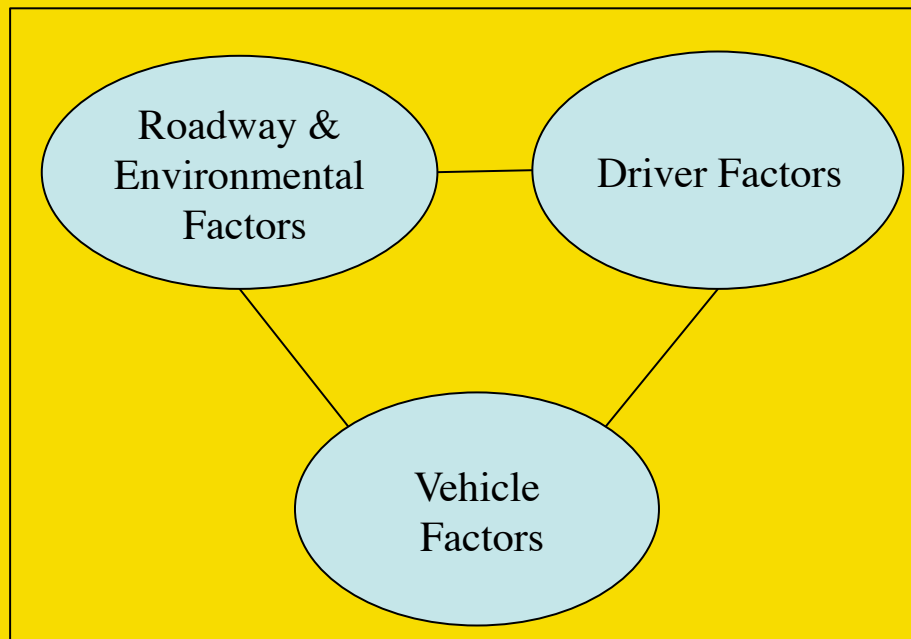 Roadway &
Environmental
Factors
Driver Factors
Vehicle
Factors